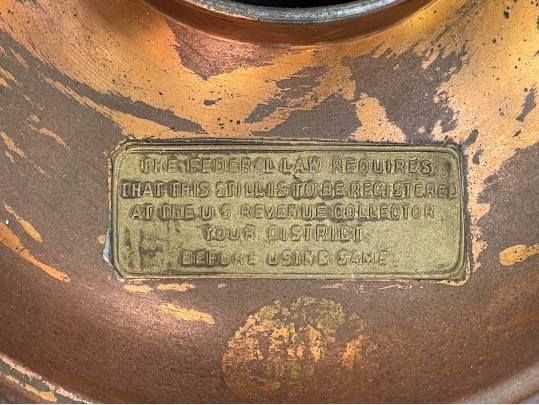 THE FEDERAL LAW REQUIRES
THAT THIS STILL IS TO BE REGISTERED
AT THE U S REVENUE COLLECTOR
YOUR DISTRICT
BEFORE USING SAME